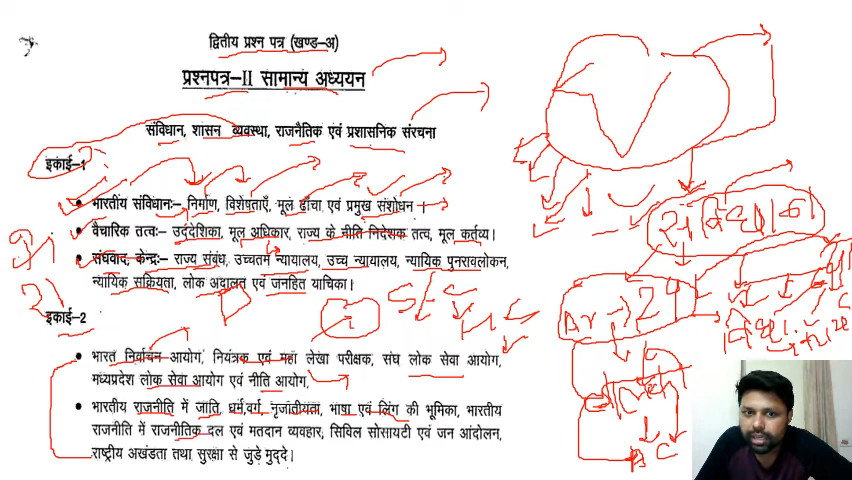 द्वितीय प्रश्न पत्र (खण्ड-अ)
प्रश्नपत्र-II सामान्य अध्ययन
संविधान, शासन व्यवस्था, राजनैतिक एवं प्रशासनिक संरचना
इकाई-1
• भारतीय संविधानः- निर्माण, विशेषताएँ, मूल ढाँचा एवं प्रमुख संशोधन ।
• वैचारिक तत्वः- उद्देशिका, मूल अधिकार, राज्य के नीति निदेशक तत्व, मूल कर्तव्य।
• संघवाद, केन्द्रः- राज्य संबंध, उच्चतम न्यायालय, उच्च न्यायालय, न्यायिक पुनरावलोकन,
न्यायिक सक्रियता, लोक अदालत एवं जनहित याचिका।
इकाई-2
• भारत निर्वाचन आयोग, नियंत्रक एवं महा लेखा परीक्षक, संघ लोक सेवा आयोग,
मध्यप्रदेश लोक सेवा आयोग एवं नीति आयोग,
• भारतीय राजनीति में जाति, धर्म,वर्ग, नृजातीयता, भाषा एवं लिंग की भूमिका, भारतीय
राजनीति में राजनीतिक दल एवं मतदान व्यवहार, सिविल सोसायटी एवं जन आंदोलन,
राष्ट्रीय अखंडता तथा सुरक्षा से जुड़े मुद्दे।